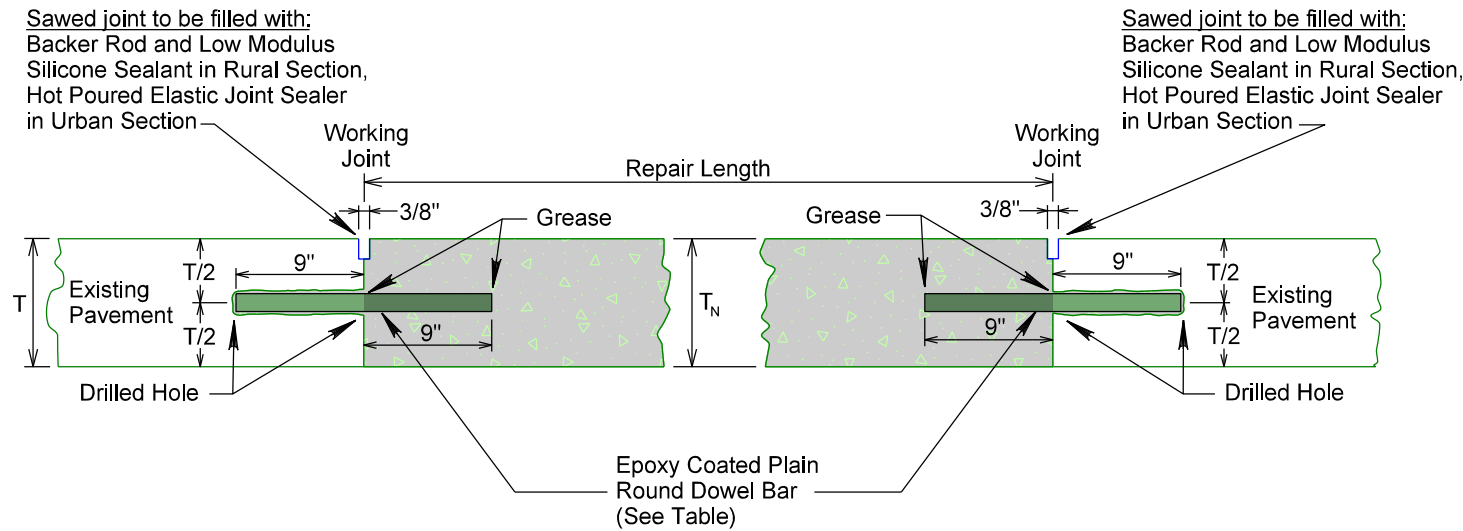 Sawed joint to be filled with:
Backer Rod and Low Modulus
Silicone Sealant in Rural Section,
Hot Poured Elastic Joint Sealer
in Urban Section
Sawed joint to be filled with:
Backer Rod and Low Modulus
Silicone Sealant in Rural Section,
Hot Poured Elastic Joint Sealer
in Urban Section
Working
Joint
Working
Joint
Repair Length
3/8"
Grease
Grease
3/8"
T
T/2
T/2
9"
Existing
Pavement
9"
TN
9"
9"
T/2
T/2
Existing
Pavement
Drilled Hole
Drilled Hole
Epoxy Coated Plain
Round Dowel Bar
(See Table)